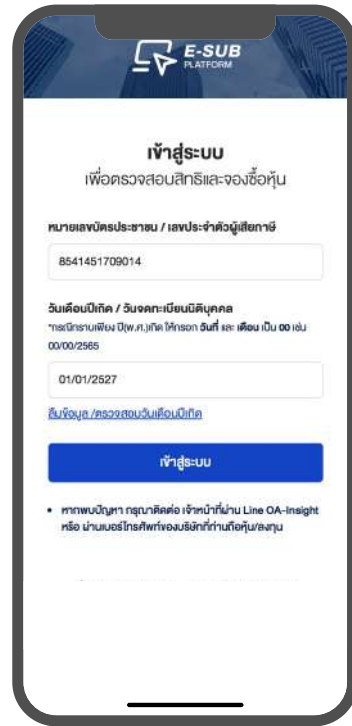 E-SUB
PLATFORM
เข้าสู่ระบบ
เพื่อตรวจสอบสิทธิและจองซื้อหุ้น
หมายเลขบัตรประชาชน / เลขประจำตัวผู้เสียภาษี
8541451709014
วันเดือนปีเกิด / วันจดทะเบียนนิติบุคคล
*กรณีทราบเพียง ปี(พ.ศ.)เกิด ให้กรอก วันที่ และ เดือน เป็น 00 เช่น
00/00/2565
01/01/2527
ลืมข้อมูล /ตรวจสอบวันเดือนปีเกิด
เข้าสู่ระบบ
• หากพบปัญหา กรุณาติดต่อ เจ้าหน้าที่ผ่าน Line OA-Insight
หรือ ผ่านเบอร์โทรศัพท์ของบริษัทที่ท่านถือหุ้น/ลงทุน